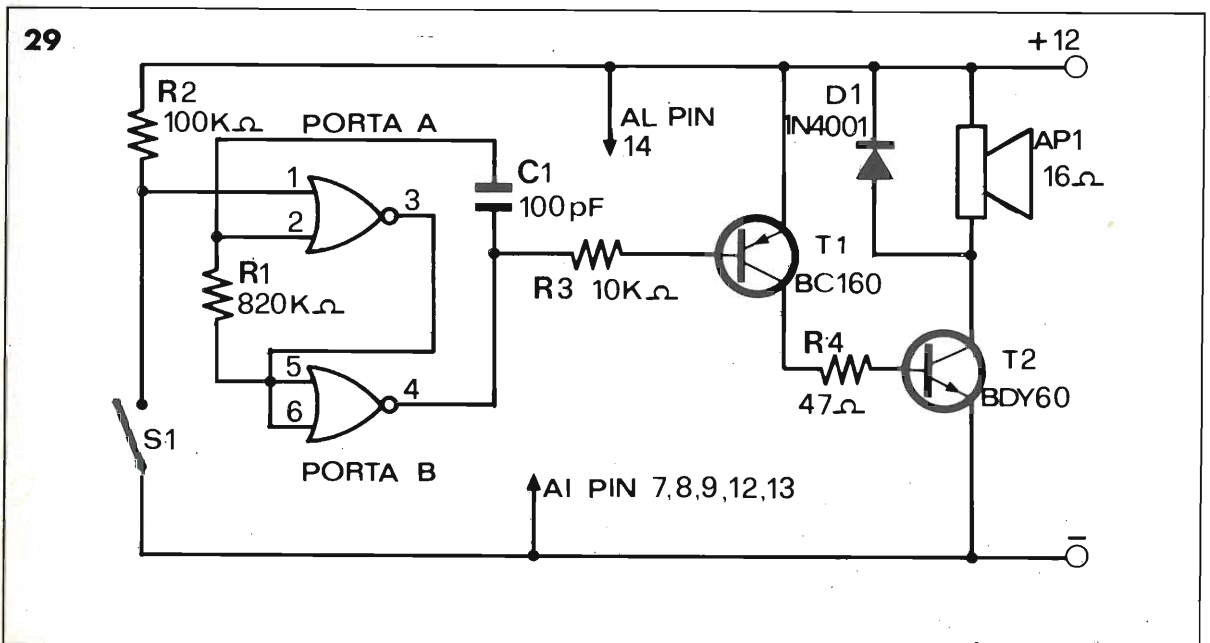 29
+12
R2
100KΩ
PORTA A
AL PIN
14
D1
1N4001
AP1
16Ω
1
2
3
C1
100pF
R1
820KΩ
R3 10KΩ
T1
BC160
5
6
4
R4
47Ω
T2
BDY60
S1
PORTA B
AI PIN 7,8,9,12,13
-